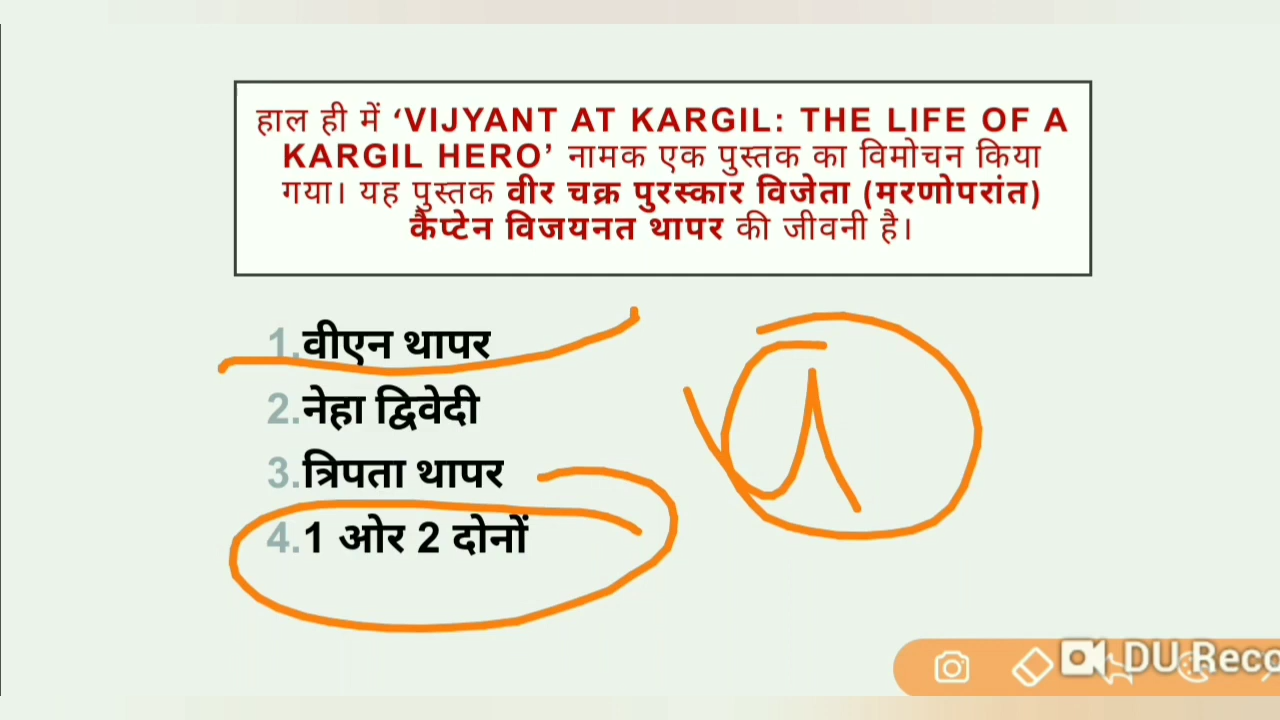 हाल ही में ‘VIJYANT AT KARGIL: THE LIFE OF A
KARGIL HERO’ नामक एक पुस्तक का विमोचन किया
गया। यह पुस्तक वीर चक्र पुरस्कार विजेता (मरणोपरांत)
कैप्टेन विजयनत थापर की जीवनी है।
1.वीएन थापर
2.नेहा द्विवेदी
3.त्रिपता थापर
4.1 ओर 2 दोनों
a
DU Reco